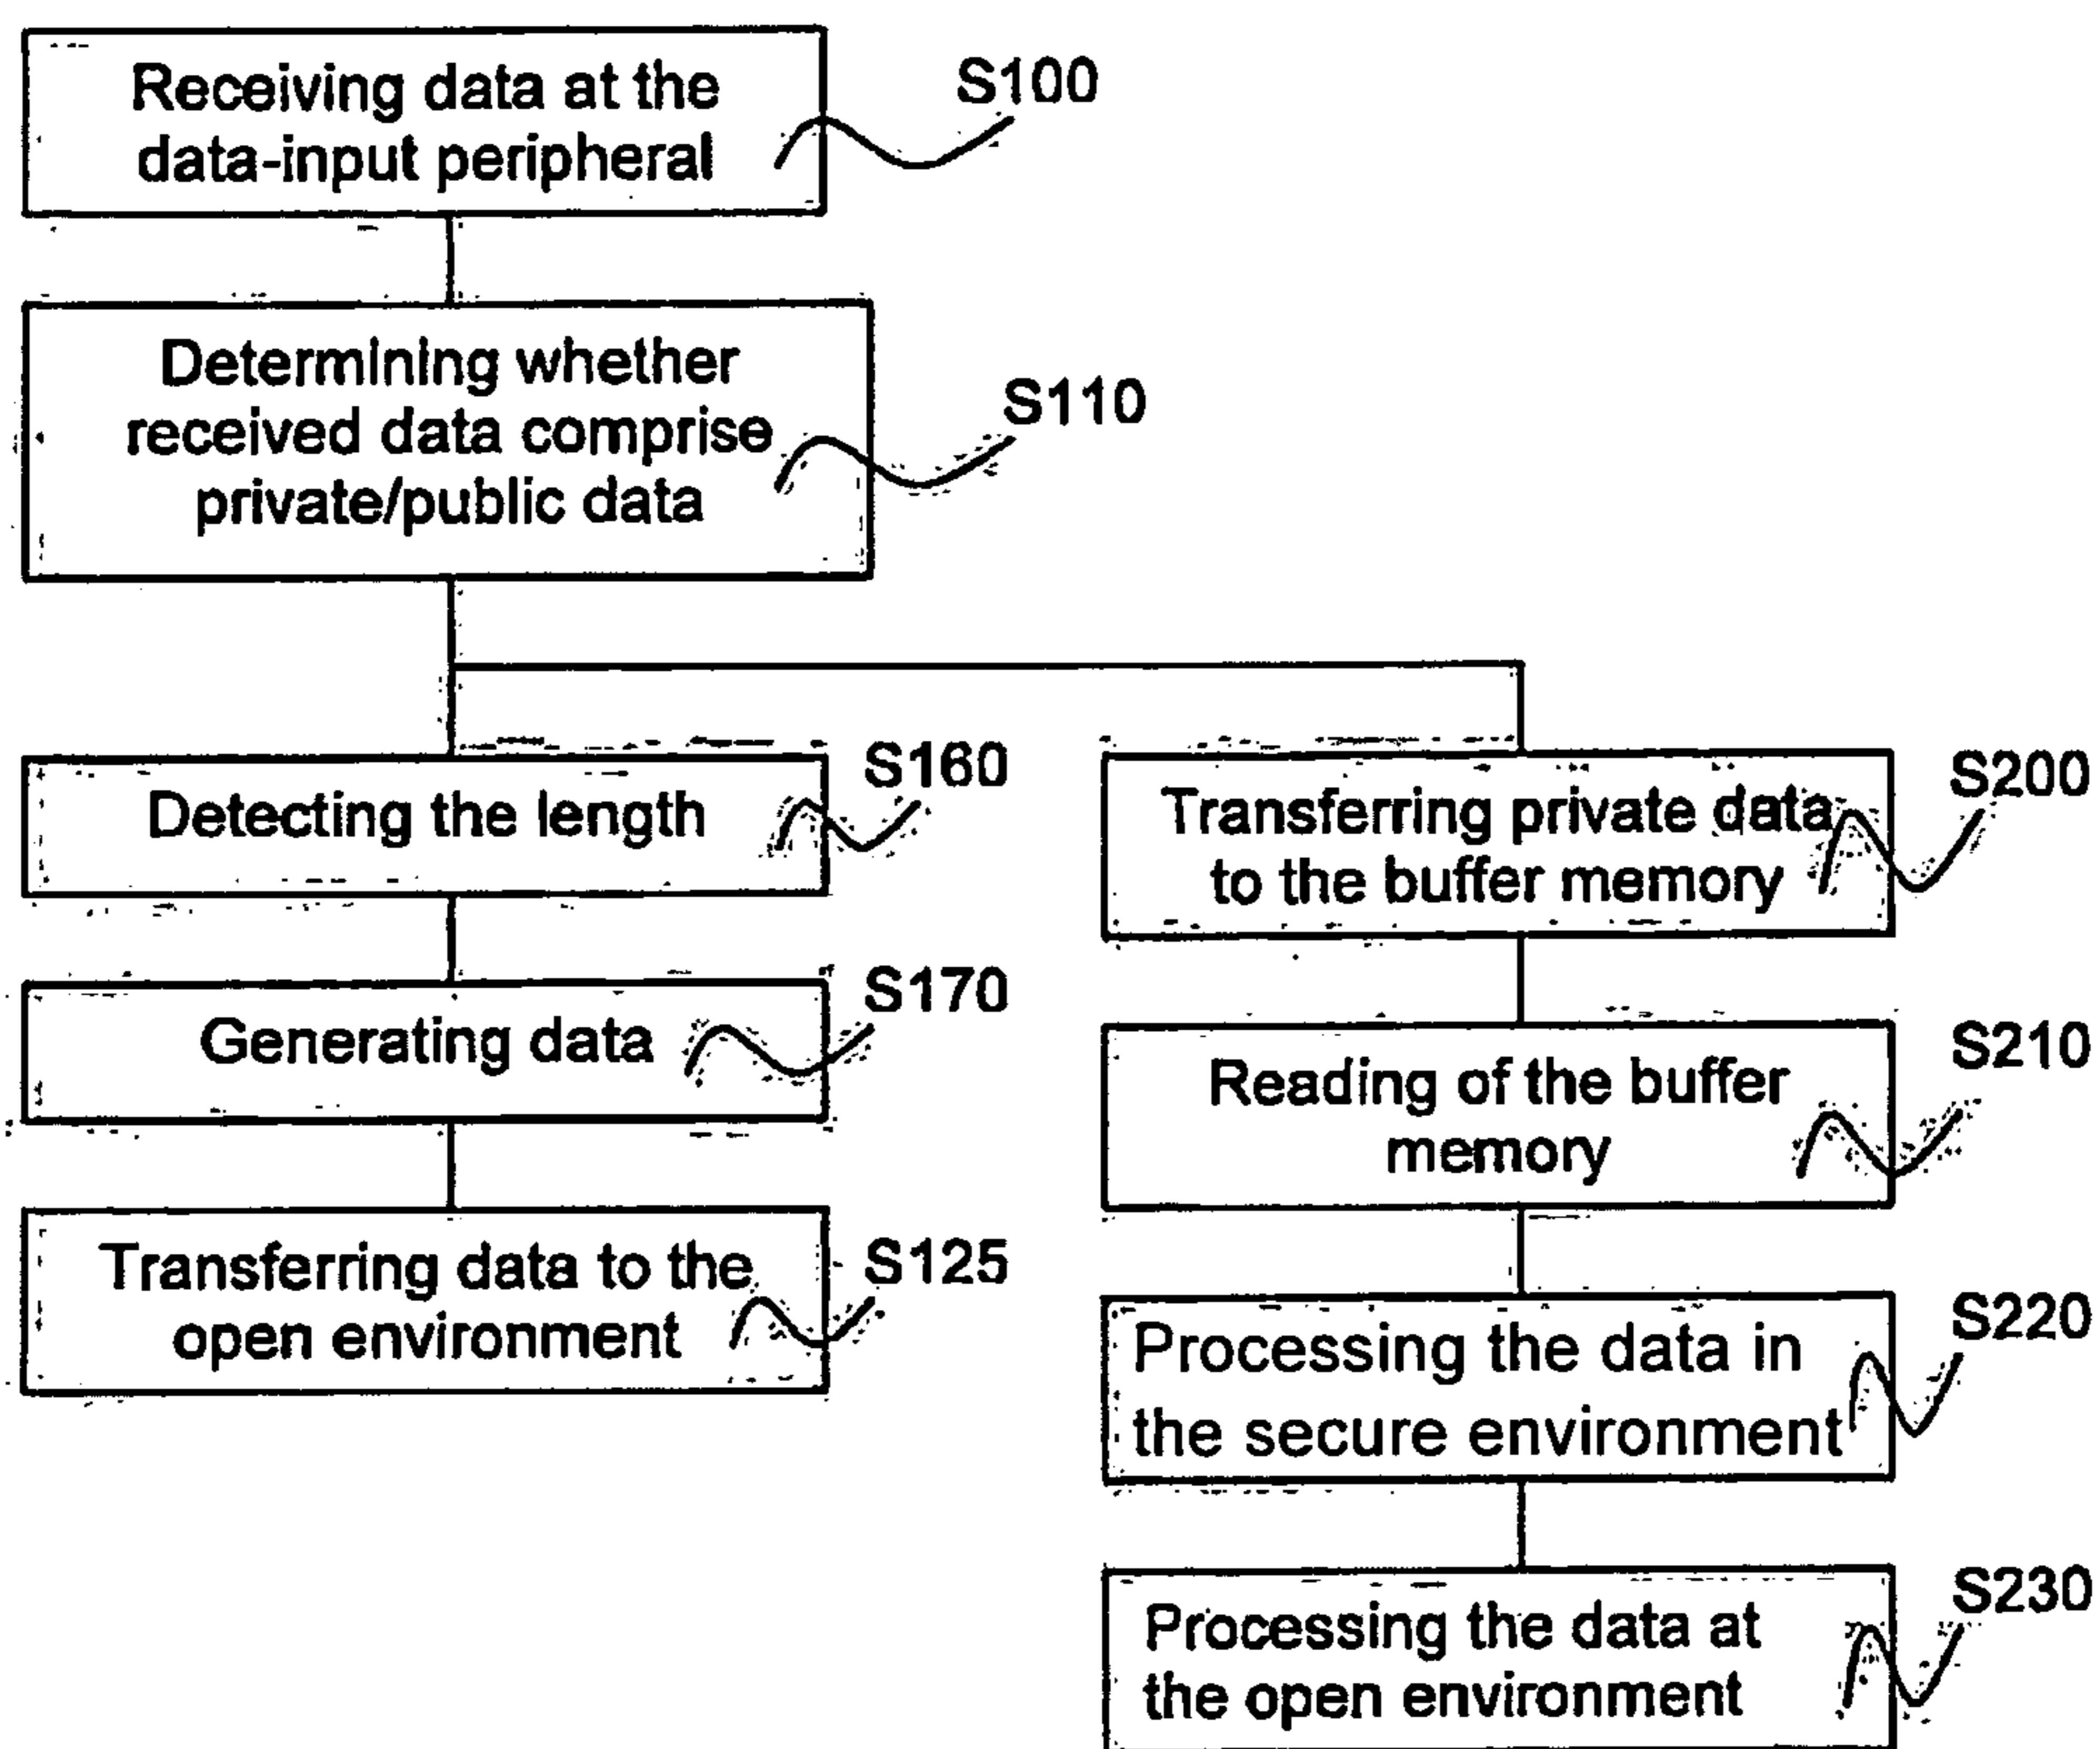 Receiving data at the
data-input peripheral
S100
Determining whether
received data comprise
private/public data
S110
Detecting the length
S160
Generating data
S170
Transferring data to the
open environment
S125
Transferring private data
to the buffer memory
S200
Reading of the buffer
memory
S210
Processing the data in
the secure environment
S220
Processing the data at
the open environment
S230